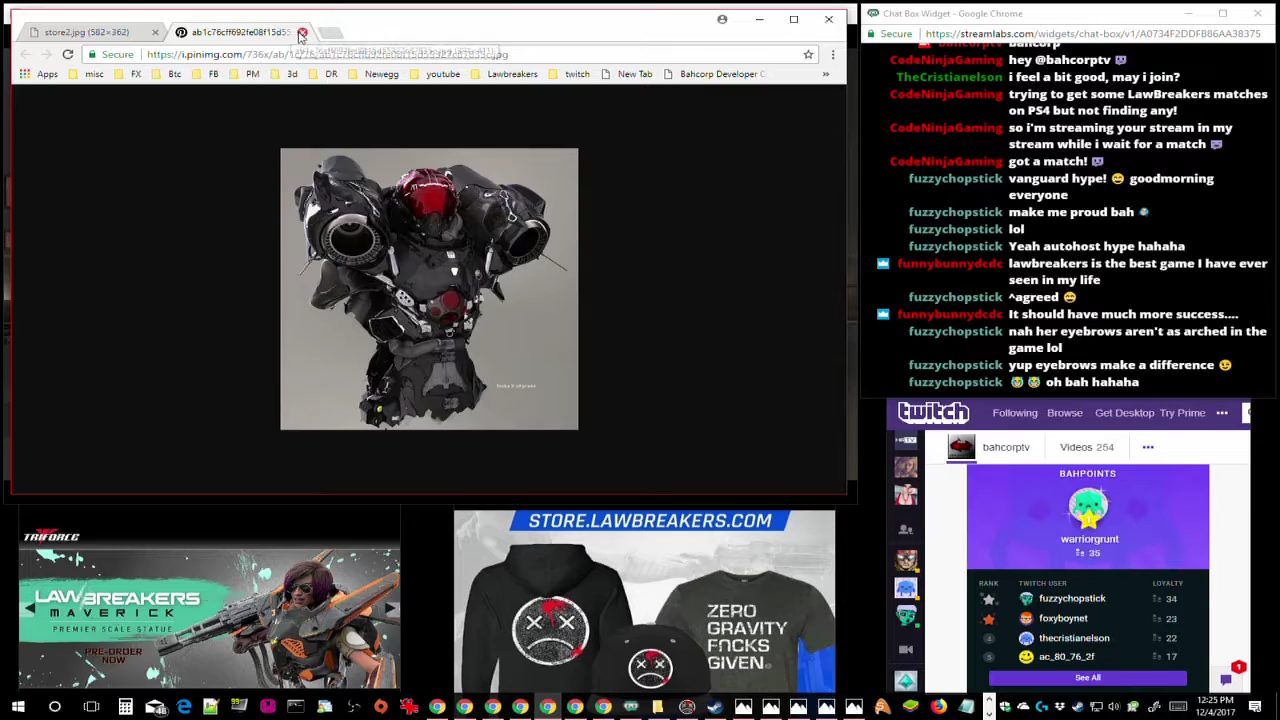 store2.jpg (582×362)
ab1c76cff692fe08f15d55
Chat Box Widget - Google Chrome
Secure
https://i.pinimg.com/736x/ab/1
Secure
https://streamlabs.com/widgets/chat-box/v1/A0734F2DDFB86AA38375
Apps
misc
FX
Btc
FB
PM
3d
DR
Newegg
youtube
Lawbreakers
twitch
New Tab
Bahcorp Developer C
»
bahcorp
CodeNinjaGaming hey @bahcorptv
TheCristianelson i feel a bit good, may i join?
CodeNinjaGaming trying to get some LawBreakers matches
on PS4 but not finding any!
CodeNinjaGaming so i'm streaming your stream in my
stream while i wait for a match
CodeNinjaGaming got a match!
fuzzychopstick vanguard hype! 😄 goodmorning
everyone
fuzzychopstick make me proud bah
fuzzychopstick lol
fuzzychopstick Yeah autohost hype hahaha
funnybunnydcdc lawbreakers is the best game I have ever
seen in my life
fuzzychopstick ^agreed 😄
funnybunnydcdc It should have much more success....
fuzzychopstick nah her eyebrows aren't as arched in the
game lol
fuzzychopstick yup eyebrows make a difference 😉
fuzzychopstick 😭 😭 oh bah hahaha
twitch
Following
Browse
Get Desktop
Try Prime
bahcorptv
Videos 254
BAHPOINTS
warriorgrunt
35
RANK
TWITCH USER
LOYALTY
fuzzychopstick 34
foxyboynet 23
4 thecristianelson 22
5 ac_80_76_2f 17
See All
1
TRIFORCE
LAWBREAKERS
MAVERICK
PREMIER SCALE STATUE
PRE-ORDER
NOW
STORE.LAWBREAKERS.COM
ZERO
GRAVITY
FOCKS
GIVEN
12:25 PM
12/4/2017